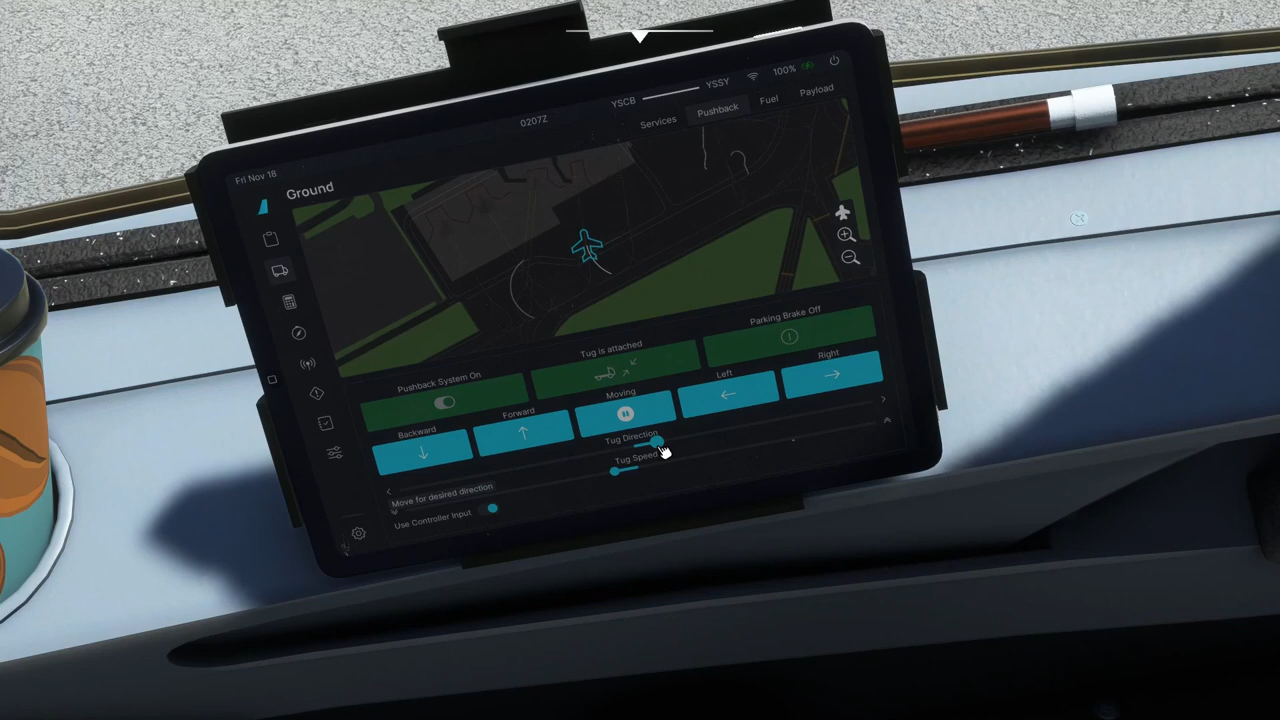 Fri Nov 18
0207Z
YSCB
YSSY
100%
Ground
Services
Pushback
Fuel
Payload
Pushback System On
Tug is attached
Parking Brake Off
Backward
Forward
Moving
Left
Right
Tug Direction
Tug Speed
Move for desired direction
Use Controller Input